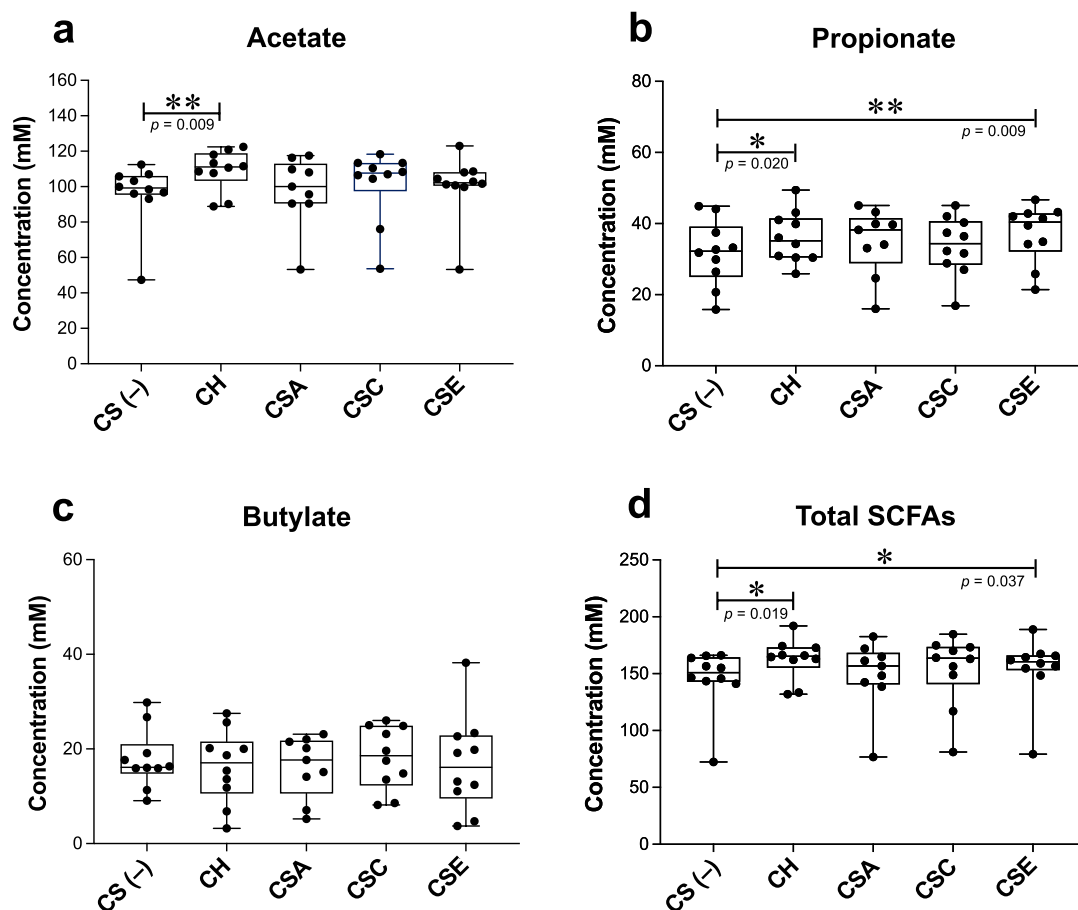 a
Acetate
Concentration (mM)
160
140
120
100
80
60
40
20
0
**
p = 0.009
CS (–)
CH
CSA
CSC
CSE
b
Propionate
Concentration (mM)
80
60
40
20
0
**
p = 0.009
*
p = 0.020
CS (–)
CH
CSA
CSC
CSE
c
Butylate
Concentration (mM)
60
40
20
0
CS (–)
CH
CSA
CSC
CSE
d
Total SCFAs
Concentration (mM)
250
200
150
100
50
0
*
p = 0.037
*
p = 0.019
CS (–)
CH
CSA
CSC
CSE